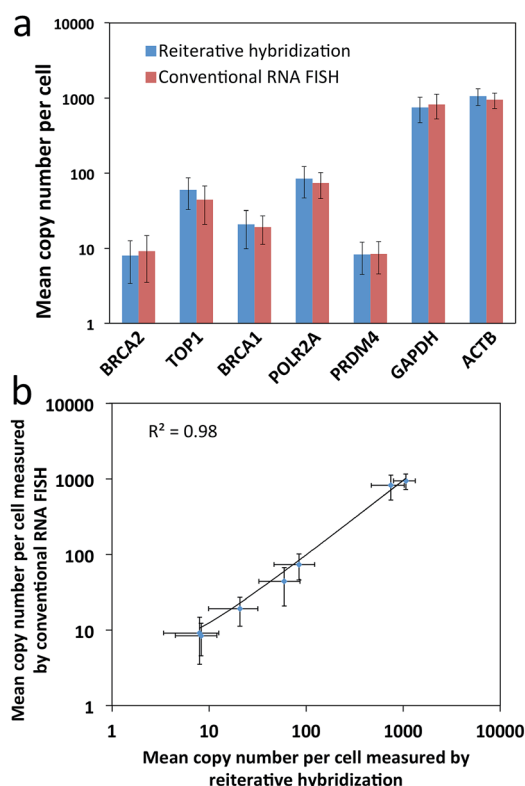 a
10000
1000
100
10
1
Mean copy number per cell
Reiterative hybridization
Conventional RNA FISH
BRCA2
TOP1
BRCA1
POLR2A
PRDM4
GAPDH
ACTB
b
10000
1000
100
10
1
Mean copy number per cell measured
by conventional RNA FISH
R² = 0.98
1
10
100
1000
10000
Mean copy number per cell measured by
reiterative hybridization